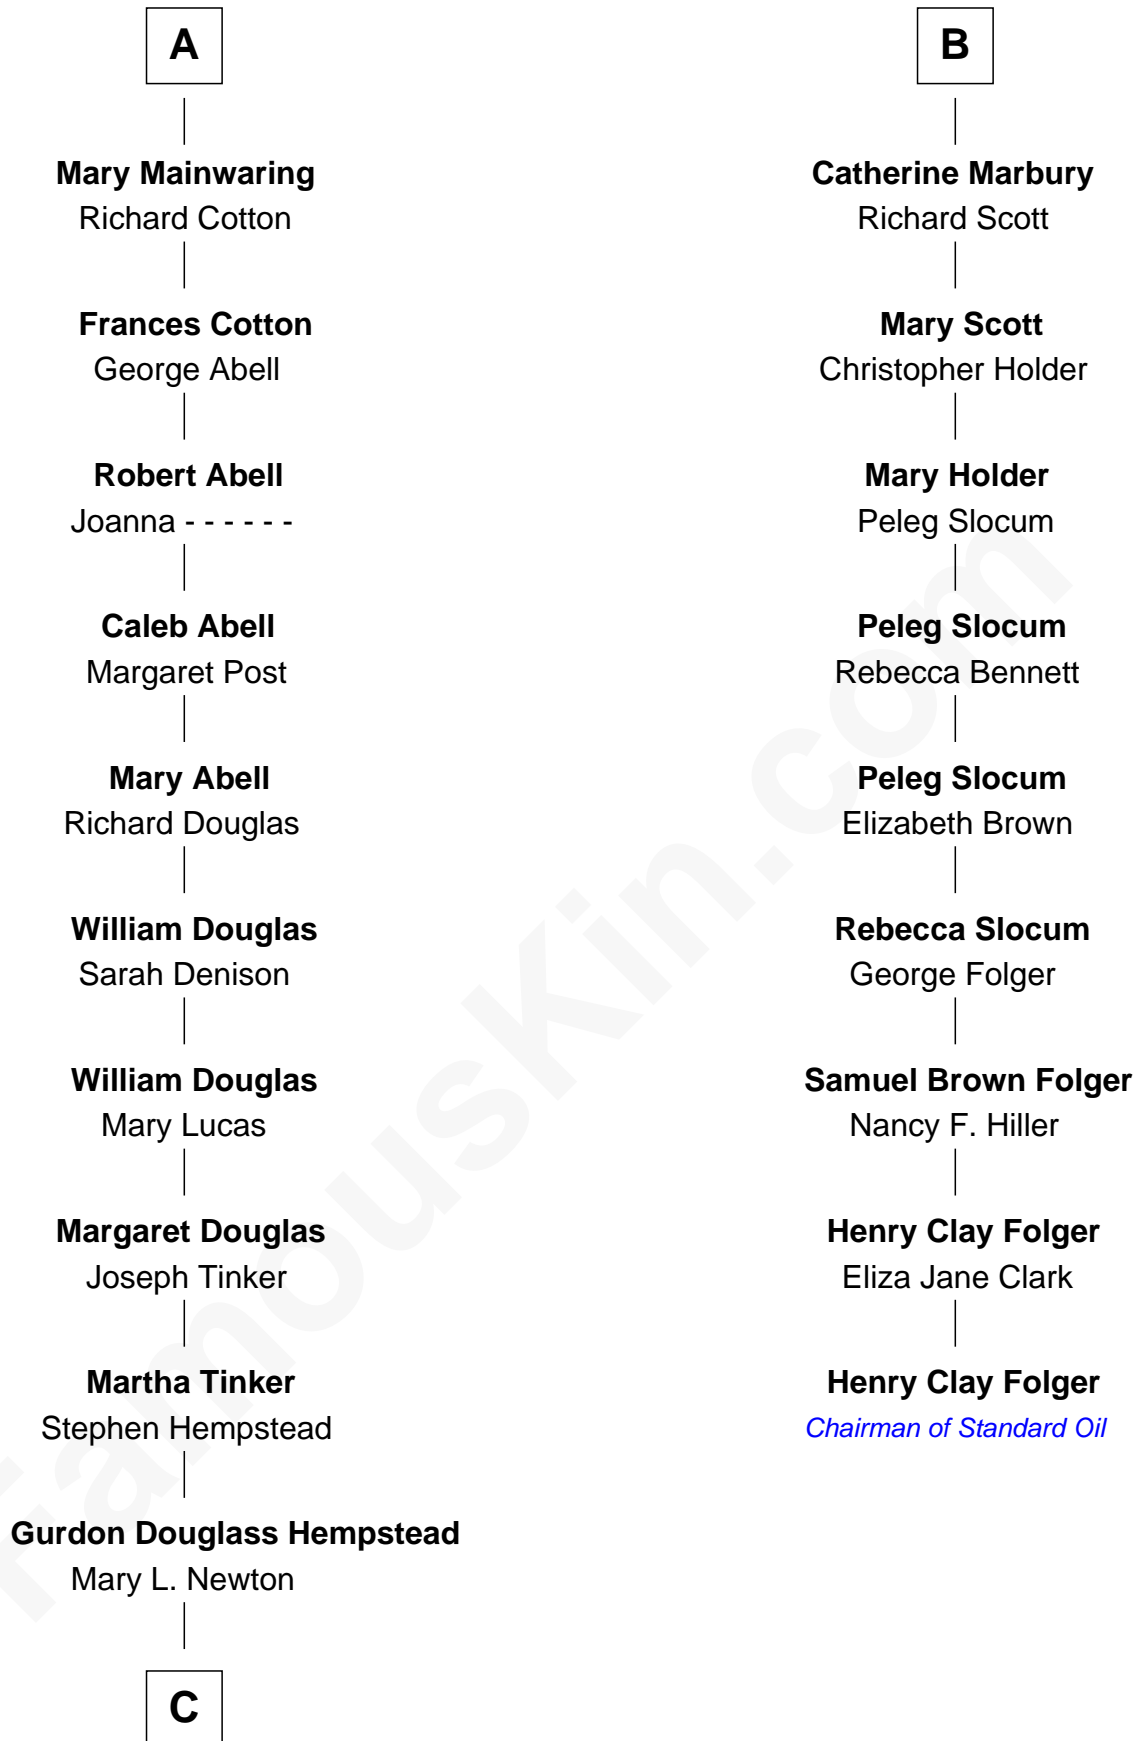 A
Mary Mainwaring
Richard Cotton
Frances Cotton
George Abell
Robert Abell
Joanna - - - - - -
Caleb Abell
Margaret Post
Mary Abell
Richard Douglas
William Douglas
Sarah Denison
William Douglas
Mary Lucas
Margaret Douglas
Joseph Tinker
Martha Tinker
Stephen Hempstead
Gurdon Douglass Hempstead
Mary L. Newton
C
B
Catherine Marbury
Richard Scott
Mary Scott
Christopher Holder
Mary Holder
Peleg Slocum
Peleg Slocum
Rebecca Bennett
Peleg Slocum
Elizabeth Brown
Rebecca Slocum
George Folger
Samuel Brown Folger
Nancy F. Hiller
Henry Clay Folger
Eliza Jane Clark
Henry Clay Folger
Chairman of Standard Oil
FamousKin.com